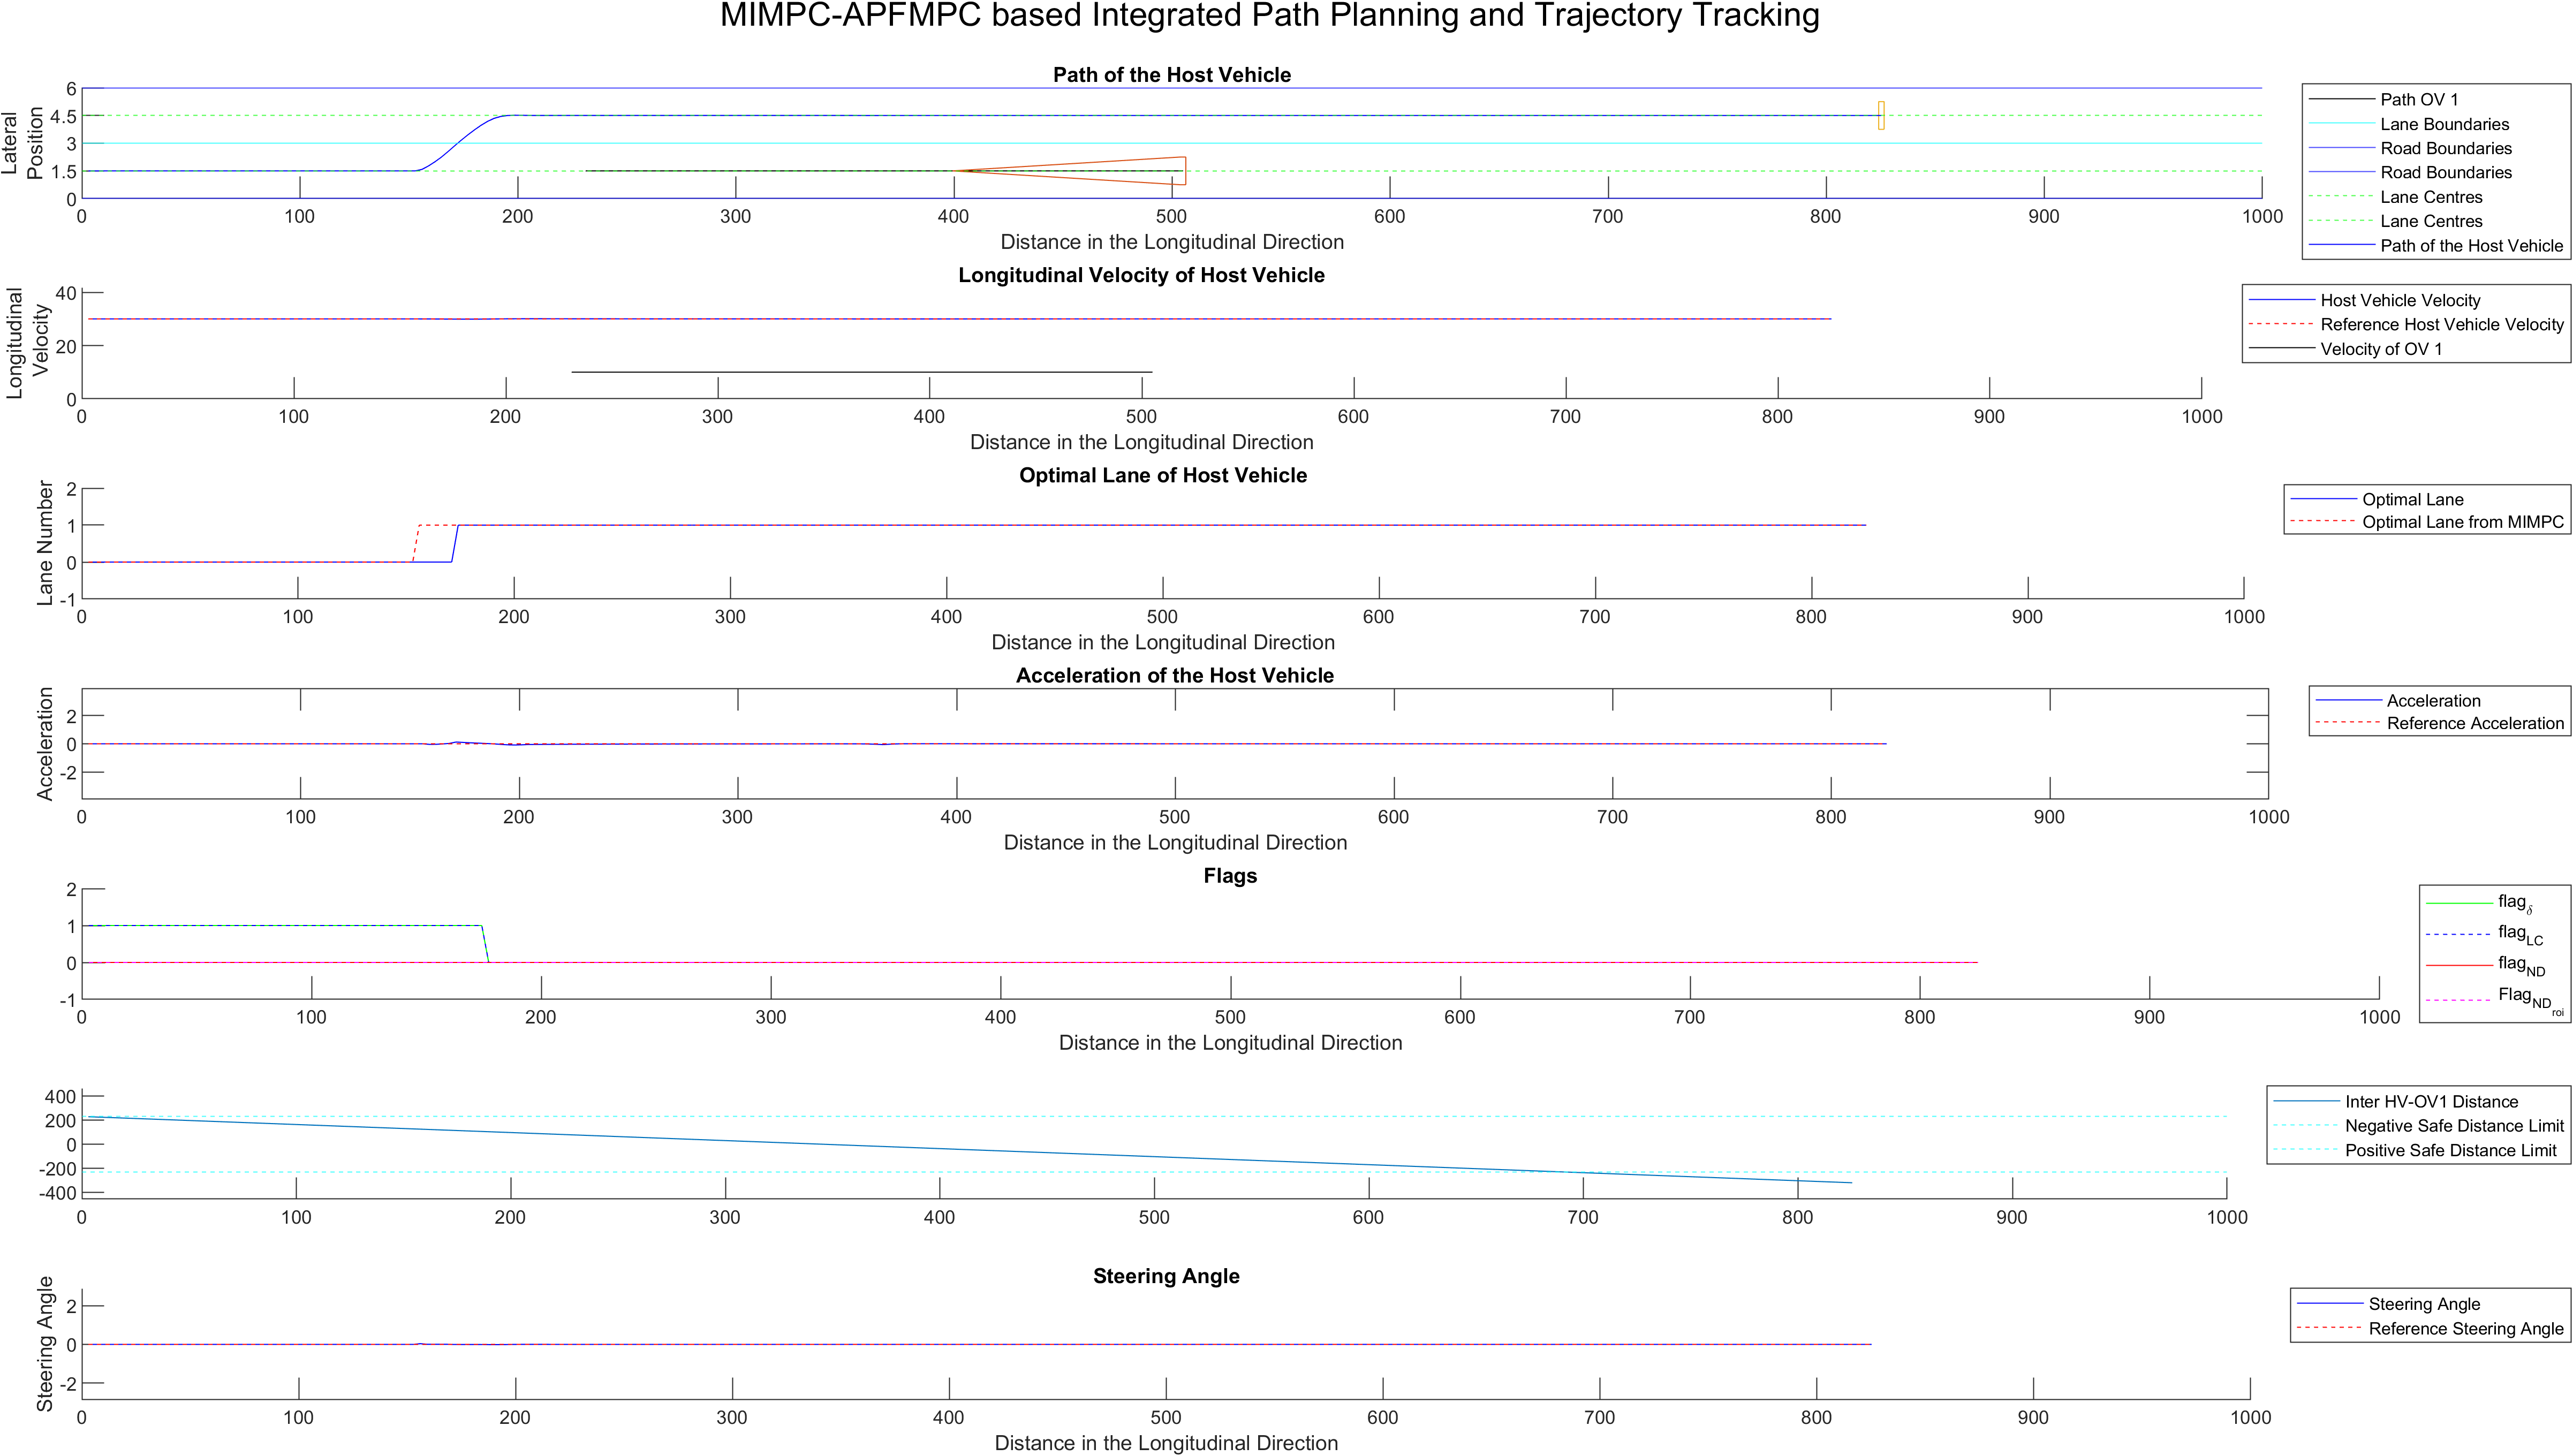 MIMPC-APFMPC based Integrated Path Planning and Trajectory Tracking
Path of the Host Vehicle
Lateral
Position
6
4.5
3
1.5
0
0 100 200 300 400 500 600 700 800 900 1000
Distance in the Longitudinal Direction
Path OV 1
Lane Boundaries
Road Boundaries
Road Boundaries
Lane Centres
Lane Centres
Path of the Host Vehicle
Longitudinal Velocity of Host Vehicle
Longitudinal
Velocity
40
20
0
0 100 200 300 400 500 600 700 800 900 1000
Distance in the Longitudinal Direction
Host Vehicle Velocity
Reference Host Vehicle Velocity
Velocity of OV 1
Optimal Lane of Host Vehicle
Lane Number
2
1
0
-1
0 100 200 300 400 500 600 700 800 900 1000
Distance in the Longitudinal Direction
Optimal Lane
Optimal Lane from MIMPC
Acceleration of the Host Vehicle
Acceleration
2
0
-2
0 100 200 300 400 500 600 700 800 900 1000
Distance in the Longitudinal Direction
Acceleration
Reference Acceleration
Flags
2
1
0
-1
0 100 200 300 400 500 600 700 800 900 1000
Distance in the Longitudinal Direction
flagδ
flagLC
flagND
FlagNDroi
400
200
0
-200
-400
0 100 200 300 400 500 600 700 800 900 1000
Inter HV-OV1 Distance
Negative Safe Distance Limit
Positive Safe Distance Limit
Steering Angle
Steering Angle
2
0
-2
0 100 200 300 400 500 600 700 800 900 1000
Distance in the Longitudinal Direction
Steering Angle
Reference Steering Angle